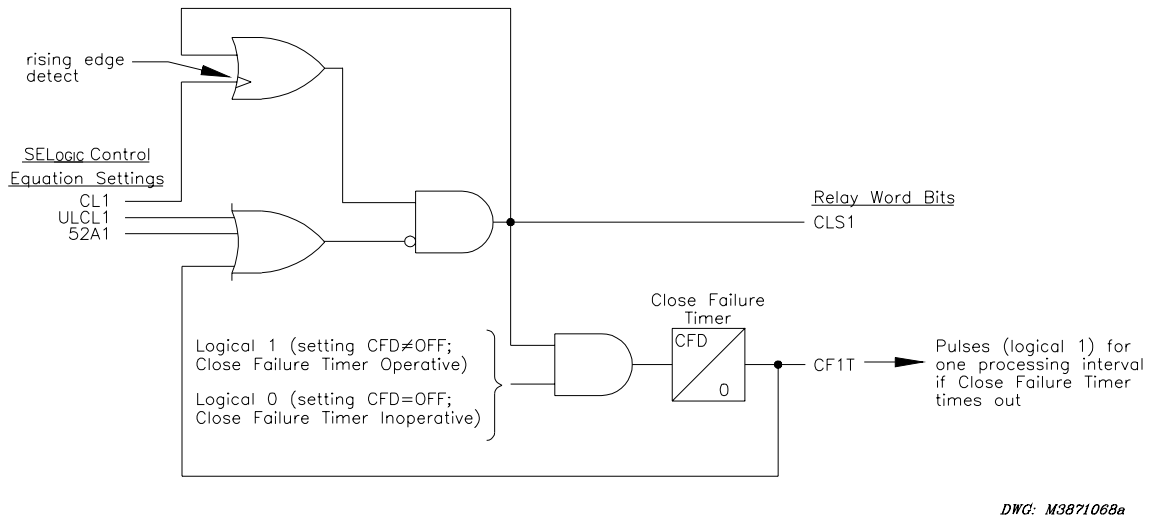 rising edge
detect
SELOGIC Control
Equation Settings
CL1
ULCL1
52A1
Relay Word Bits
CLS1
Close Failure
Timer
CFD
0
Logical 1 (setting CFD≠OFF;
Close Failure Timer Operative)
Logical 0 (setting CFD=OFF;
Close Failure Timer Inoperative)
CF1T
Pulses (logical 1) for
one processing interval
if Close Failure Timer
times out
DWG: M3871068a